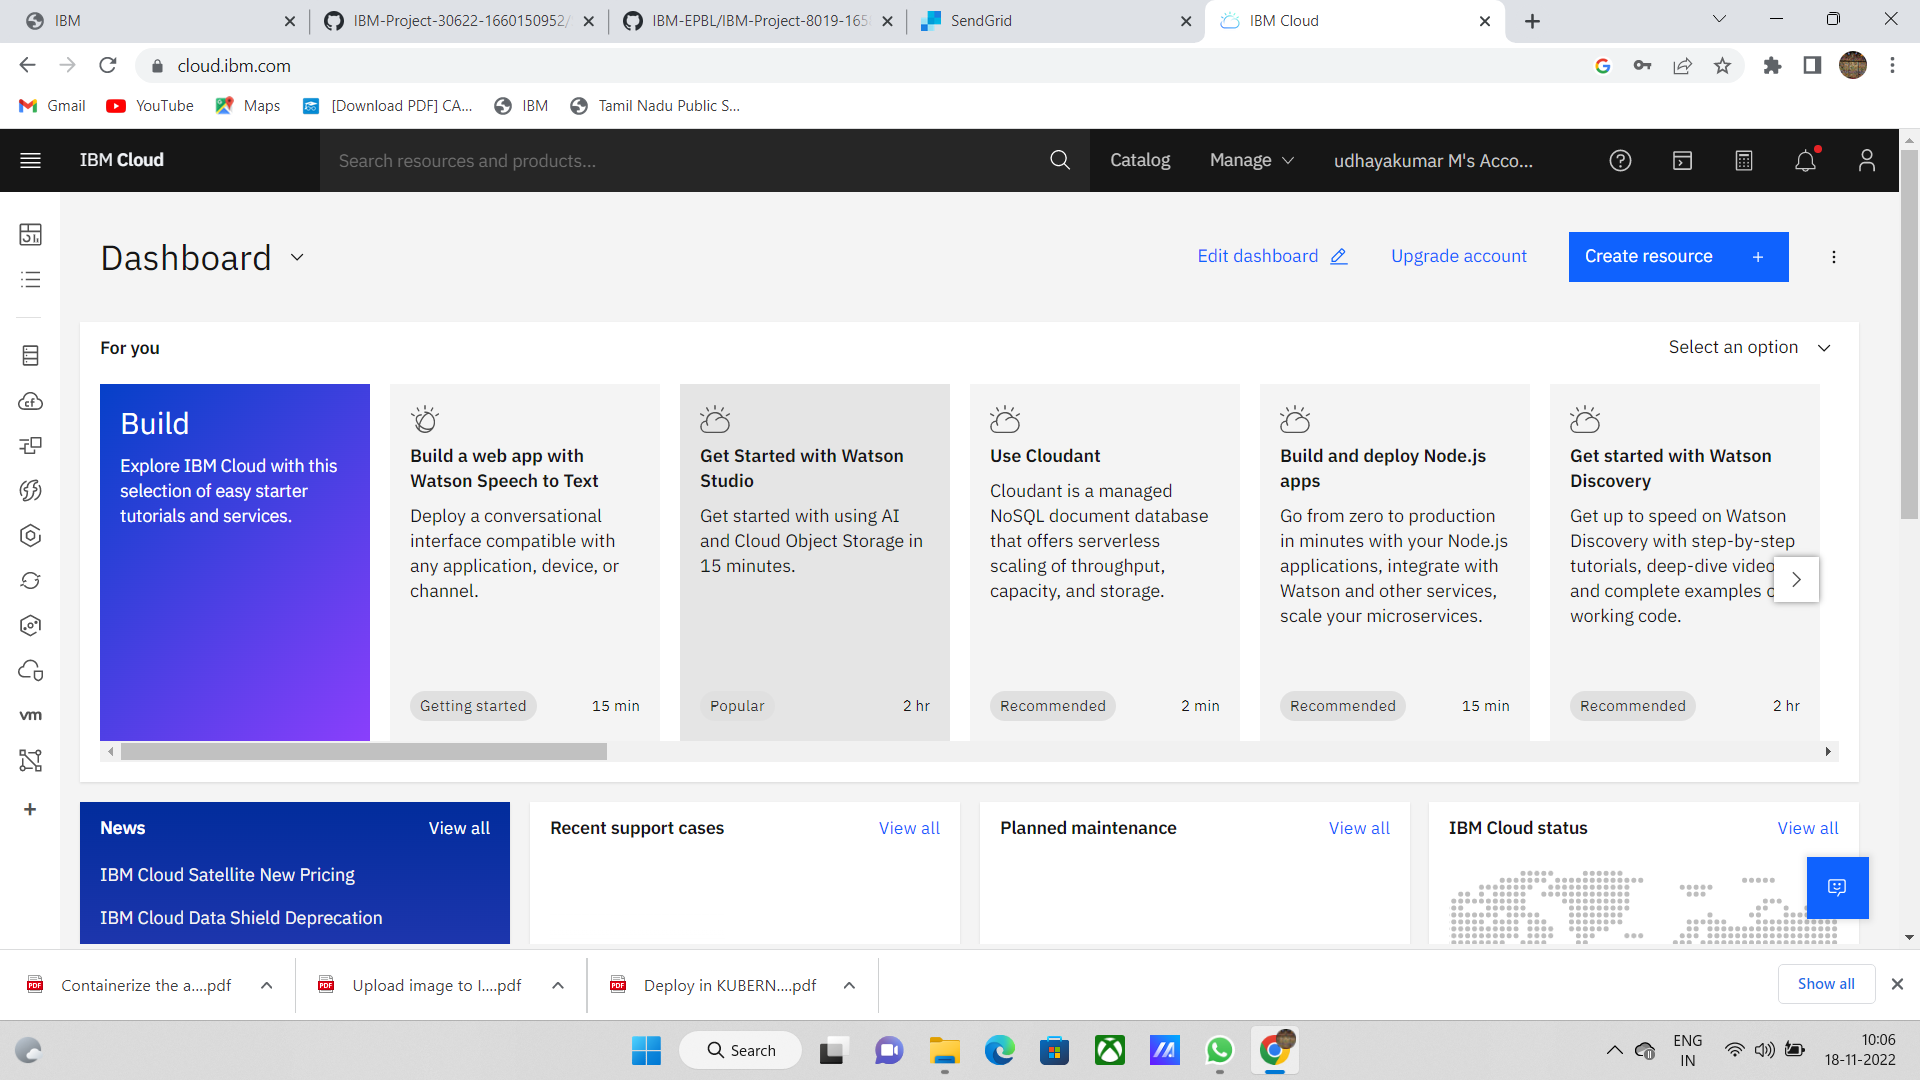 IBM
IBM-Project-30622-1660150952/
IBM-EPBL/IBM-Project-8019-165
SendGrid
IBM Cloud
cloud.ibm.com
Gmail
YouTube
Maps
[Download PDF] CA...
IBM
Tamil Nadu Public S...
IBM Cloud
Search resources and products...
Catalog
Manage
udhayakumar M's Acco...
Dashboard
Edit dashboard
Upgrade account
Create resource +
For you
Select an option
Build
Explore IBM Cloud with this
selection of easy starter
tutorials and services.
Build a web app with
Watson Speech to Text
Deploy a conversational
interface compatible with
any application, device, or
channel.
Getting started
15 min
Get Started with Watson
Studio
Get started with using AI
and Cloud Object Storage in
15 minutes.
Popular
2 hr
Use Cloudant
Cloudant is a managed
NoSQL document database
that offers serverless
scaling of throughput,
capacity, and storage.
Recommended
2 min
Build and deploy Node.js
apps
Go from zero to production
in minutes with your Node.js
applications, integrate with
Watson and other services,
scale your microservices.
Recommended
15 min
Get started with Watson
Discovery
Get up to speed on Watson
Discovery with step-by-step
tutorials, deep-dive video
and complete examples
working code.
Recommended
2 hr
cf
vm
News
View all
IBM Cloud Satellite New Pricing
IBM Cloud Data Shield Deprecation
Recent support cases
View all
Planned maintenance
View all
IBM Cloud status
View all
PDF
Containerize the a....pdf
PDF
Upload image to I....pdf
PDF
Deploy in KUBERN....pdf
Show all
Search
ENG
IN
10:06
18-11-2022